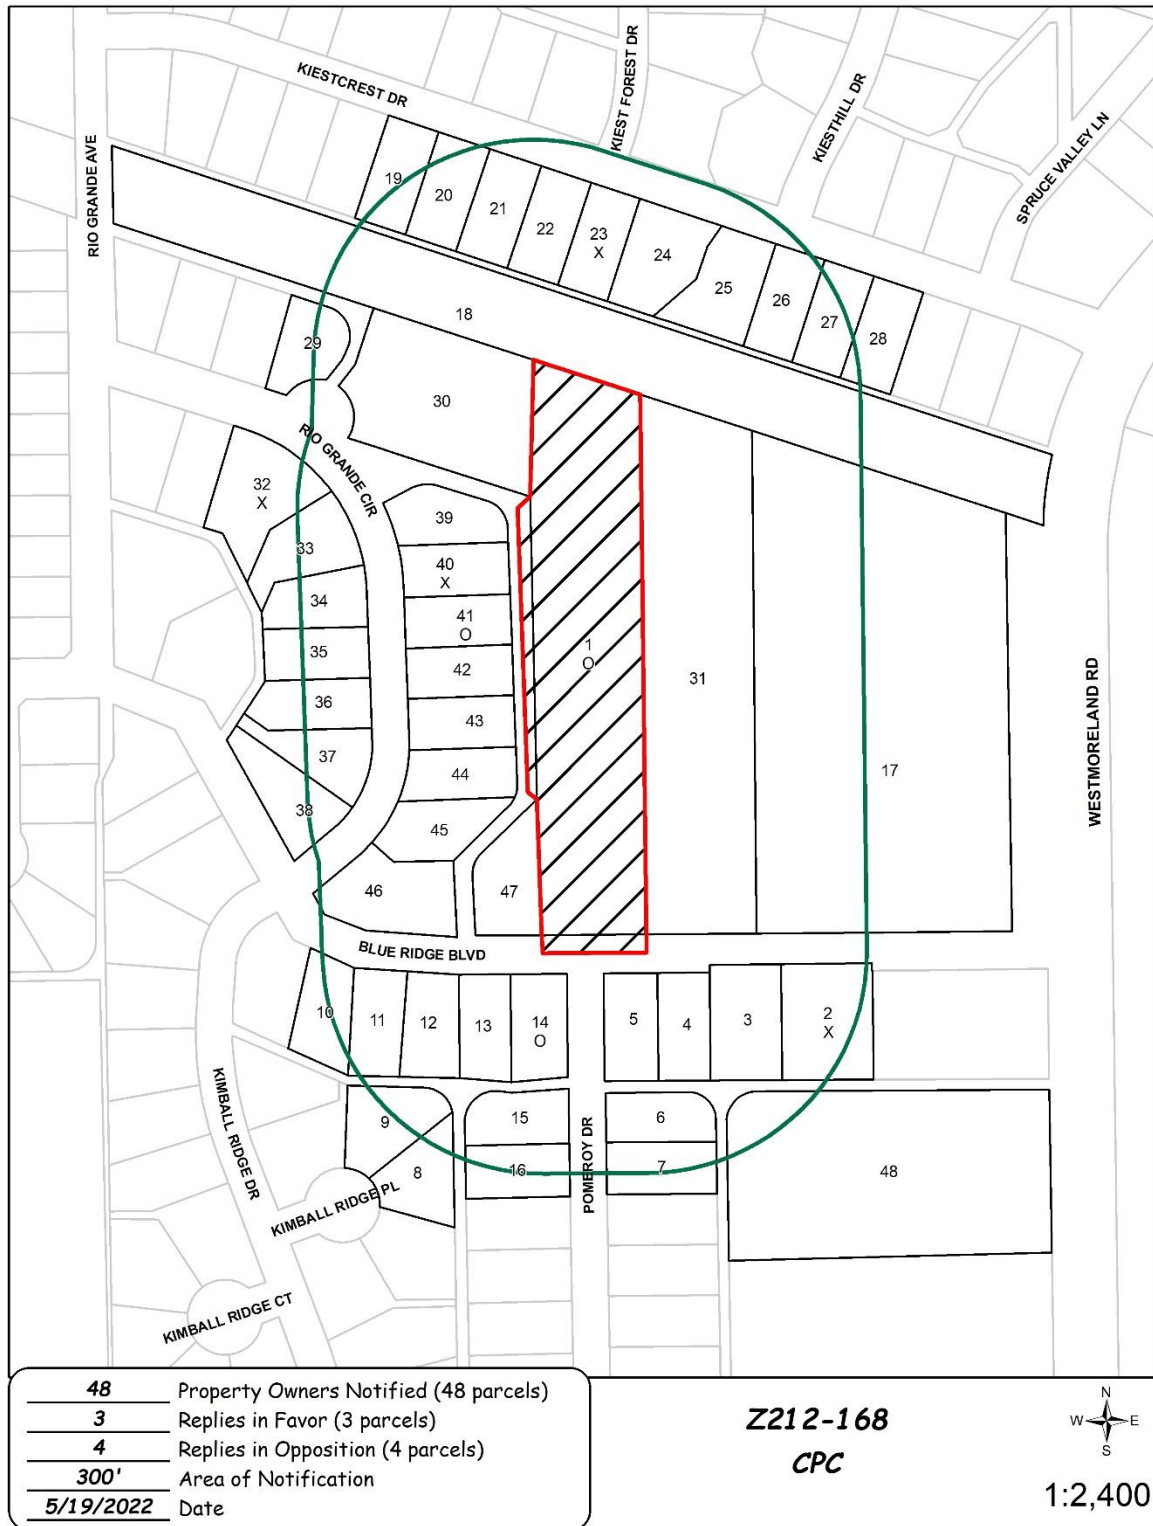 KIESTCREST DR
KIEST FOREST DR
KIESTHILL DR
SPRUCE VALLEY LN
RIO GRANDE AVE
19
20
21
22
23
X
24
25
26
27
28
18
29
30
RIO GRANDE CIR
32
X
33
34
35
36
37
38
39
40
X
41
O
42
43
44
45
46
47
1
O
31
17
WESTMORELAND RD
BLUE RIDGE BLVD
10
11
12
13
14
O
5
4
3
2
X
9
8
15
16
6
7
48
POMEROY DR
KIMBALL RIDGE DR
KIMBALL RIDGE PL
KIMBALL RIDGE CT
48 Property Owners Notified (48 parcels)
3 Replies in Favor (3 parcels)
4 Replies in Opposition (4 parcels)
300' Area of Notification
5/19/2022 Date
Z212-168
CPC
N
W E
S
1:2,400